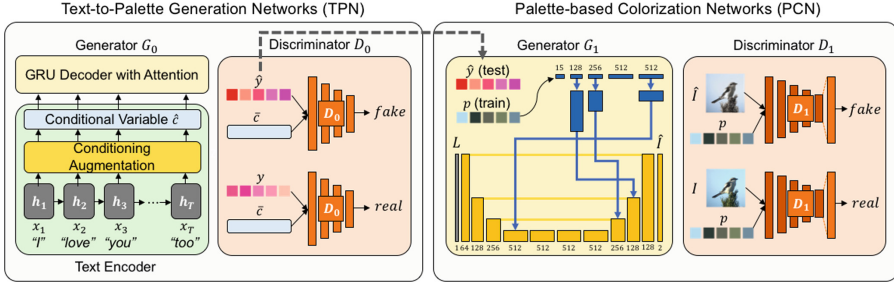 Text-to-Palette Generation Networks (TPN)
Generator G0
GRU Decoder with Attention
Conditional Variable ĉ
Conditioning
Augmentation
h1 h2 h3 hT
x1 x2 x3 xT
"I" "love" "you" "too"
Text Encoder
Discriminator D0
ŷ
c̄
D0
fake
y
c̄
D0
real
Palette-based Colorization Networks (PCN)
Generator G1
ŷ (test)
p (train)
15 128 256 512 512
L
Î
1 64 128 256 512 512 512 512 256 128 128 2
Discriminator D1
Î
p
D1
fake
I
p
D1
real